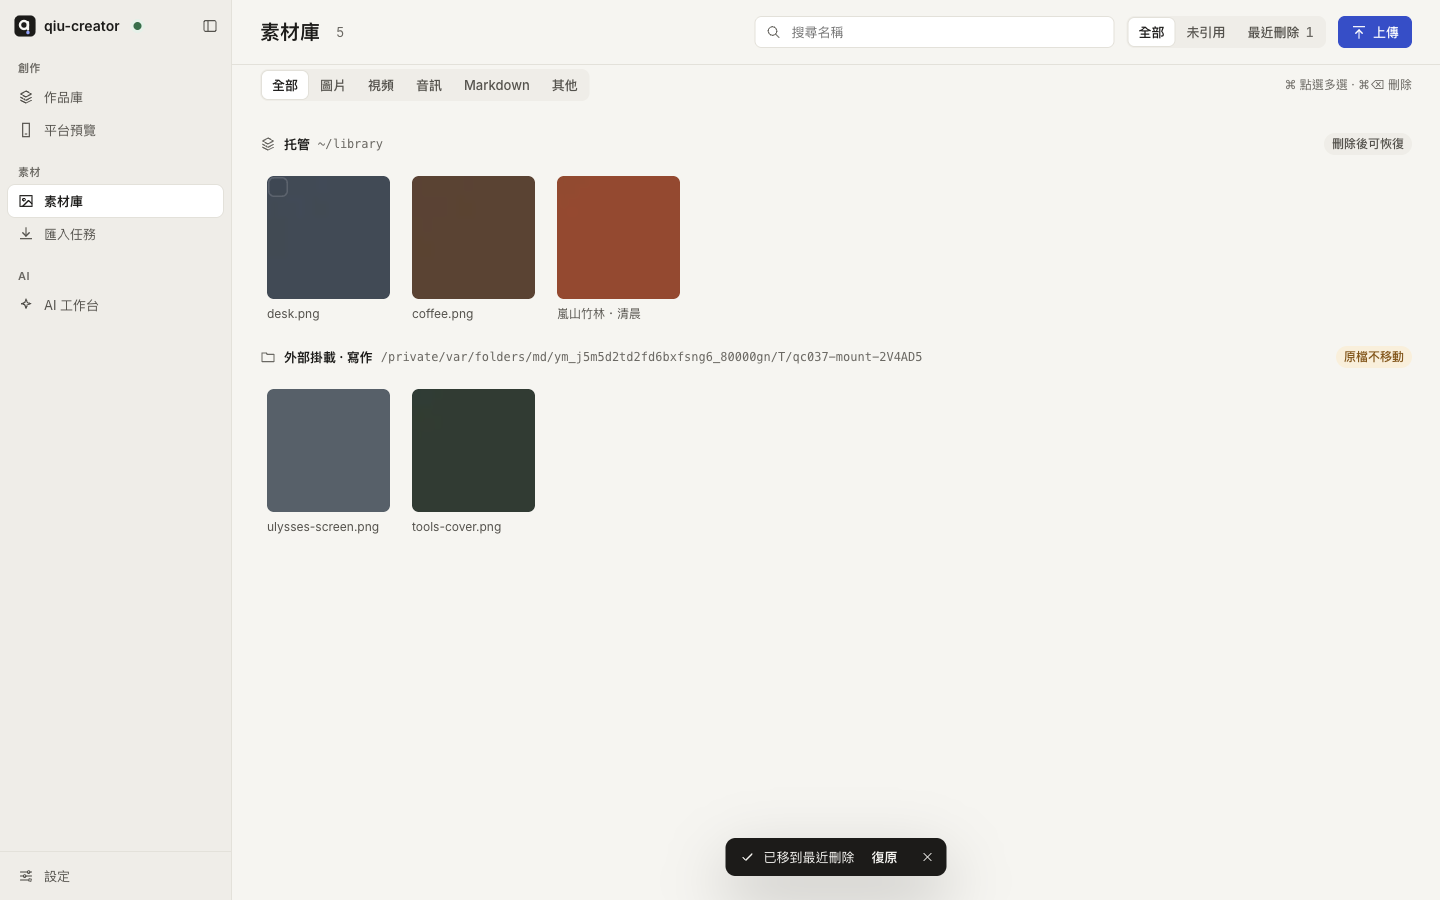 qiu-creator
創作
作品庫
平台預覽
素材
素材庫
匯入任務
AI
AI 工作台
設定
素材庫 5
搜尋名稱
全部 未引用 最近刪除 1
上傳
全部 圖片 視頻 音訊 Markdown 其他
⌘ 點選多選 · ⌘⌫ 刪除
托管 ~/library
刪除後可恢復
desk.png
coffee.png
嵐山竹林 · 清晨
外部掛載 · 寫作 /private/var/folders/md/ym_j5m5d2td2fd6bxfsng6_80000gn/T/qc037-mount-2V4AD5
原檔不移動
ulysses-screen.png
tools-cover.png
已移到最近刪除 復原